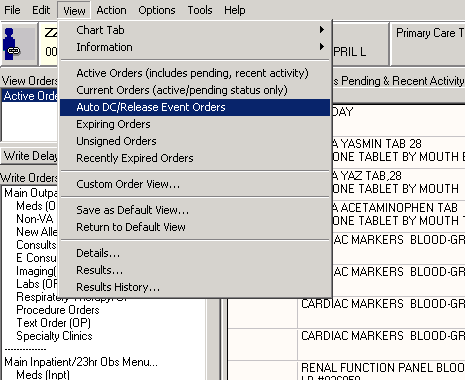 File Edit View Action Options Tools Help
Chart Tab
Information
Active Orders (includes pending, recent activity)
Current Orders (active/pending status only)
Auto DC/Release Event Orders
Expiring Orders
Unsigned Orders
Recently Expired Orders
Custom Order View...
Save as Default View...
Return to Default View
Details...
Results...
Results History...
ZZ
00
PRIL L
Primary Care T
View Orders
Active Orde
Write Delay
Write Orders
Main Outpa
Meds (O
Non-VA
New Alle
Consults
E Consu
Imaging(
Labs (OP
Respiratory Therapy/OP
Procedure Orders
Text Order (OP)
Specialty Clinics
--------------
Main Inpatient/23hr Obs Menu...
Meds (Inpt)
s Pending & Recent Activity
DAY
A YASMIN TAB 28
ONE TABLET BY MOUTH E
A YAZ TAB,28
ONE TABLET BY MOUTH
A ACETAMINOPHEN TAB
ONE TABLET BY MOUTH T
IAC MARKERS BLOOD-GR
IAC MARKERS BLOOD-GR
CARDIAC MARKERS BLOOD-GR
CARDIAC MARKERS BLOOD-GR
RENAL FUNCTION PANEL BLOO